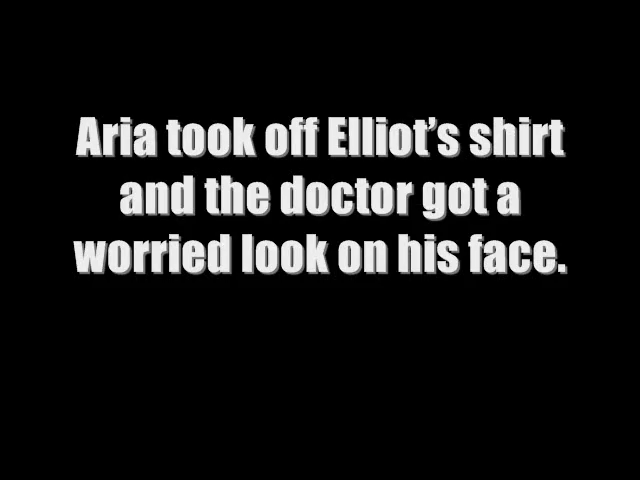 Aria took off Elliot’s shirt
and the doctor got a
worried look on his face.